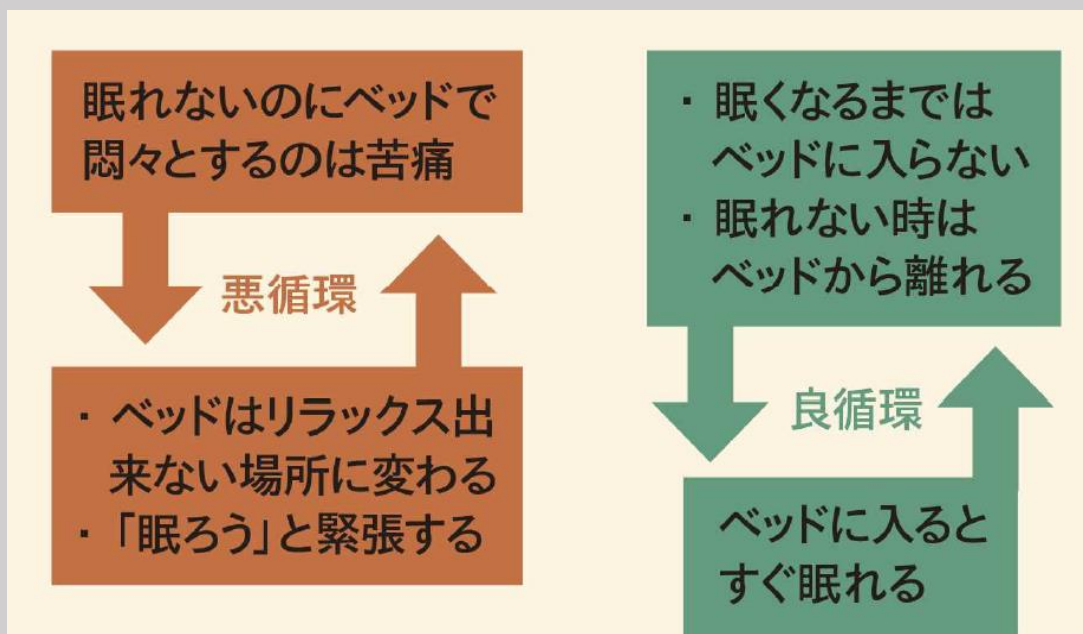 眠れないのにベッドで
悶々とするのは苦痛
悪循環
・ベッドはリラックス出
来ない場所に変わる
・「眠ろう」と緊張する
・眠くなるまでは
ベッドに入らない
・眠れない時は
ベッドから離れる
良循環
ベッドに入ると
すぐ眠れる